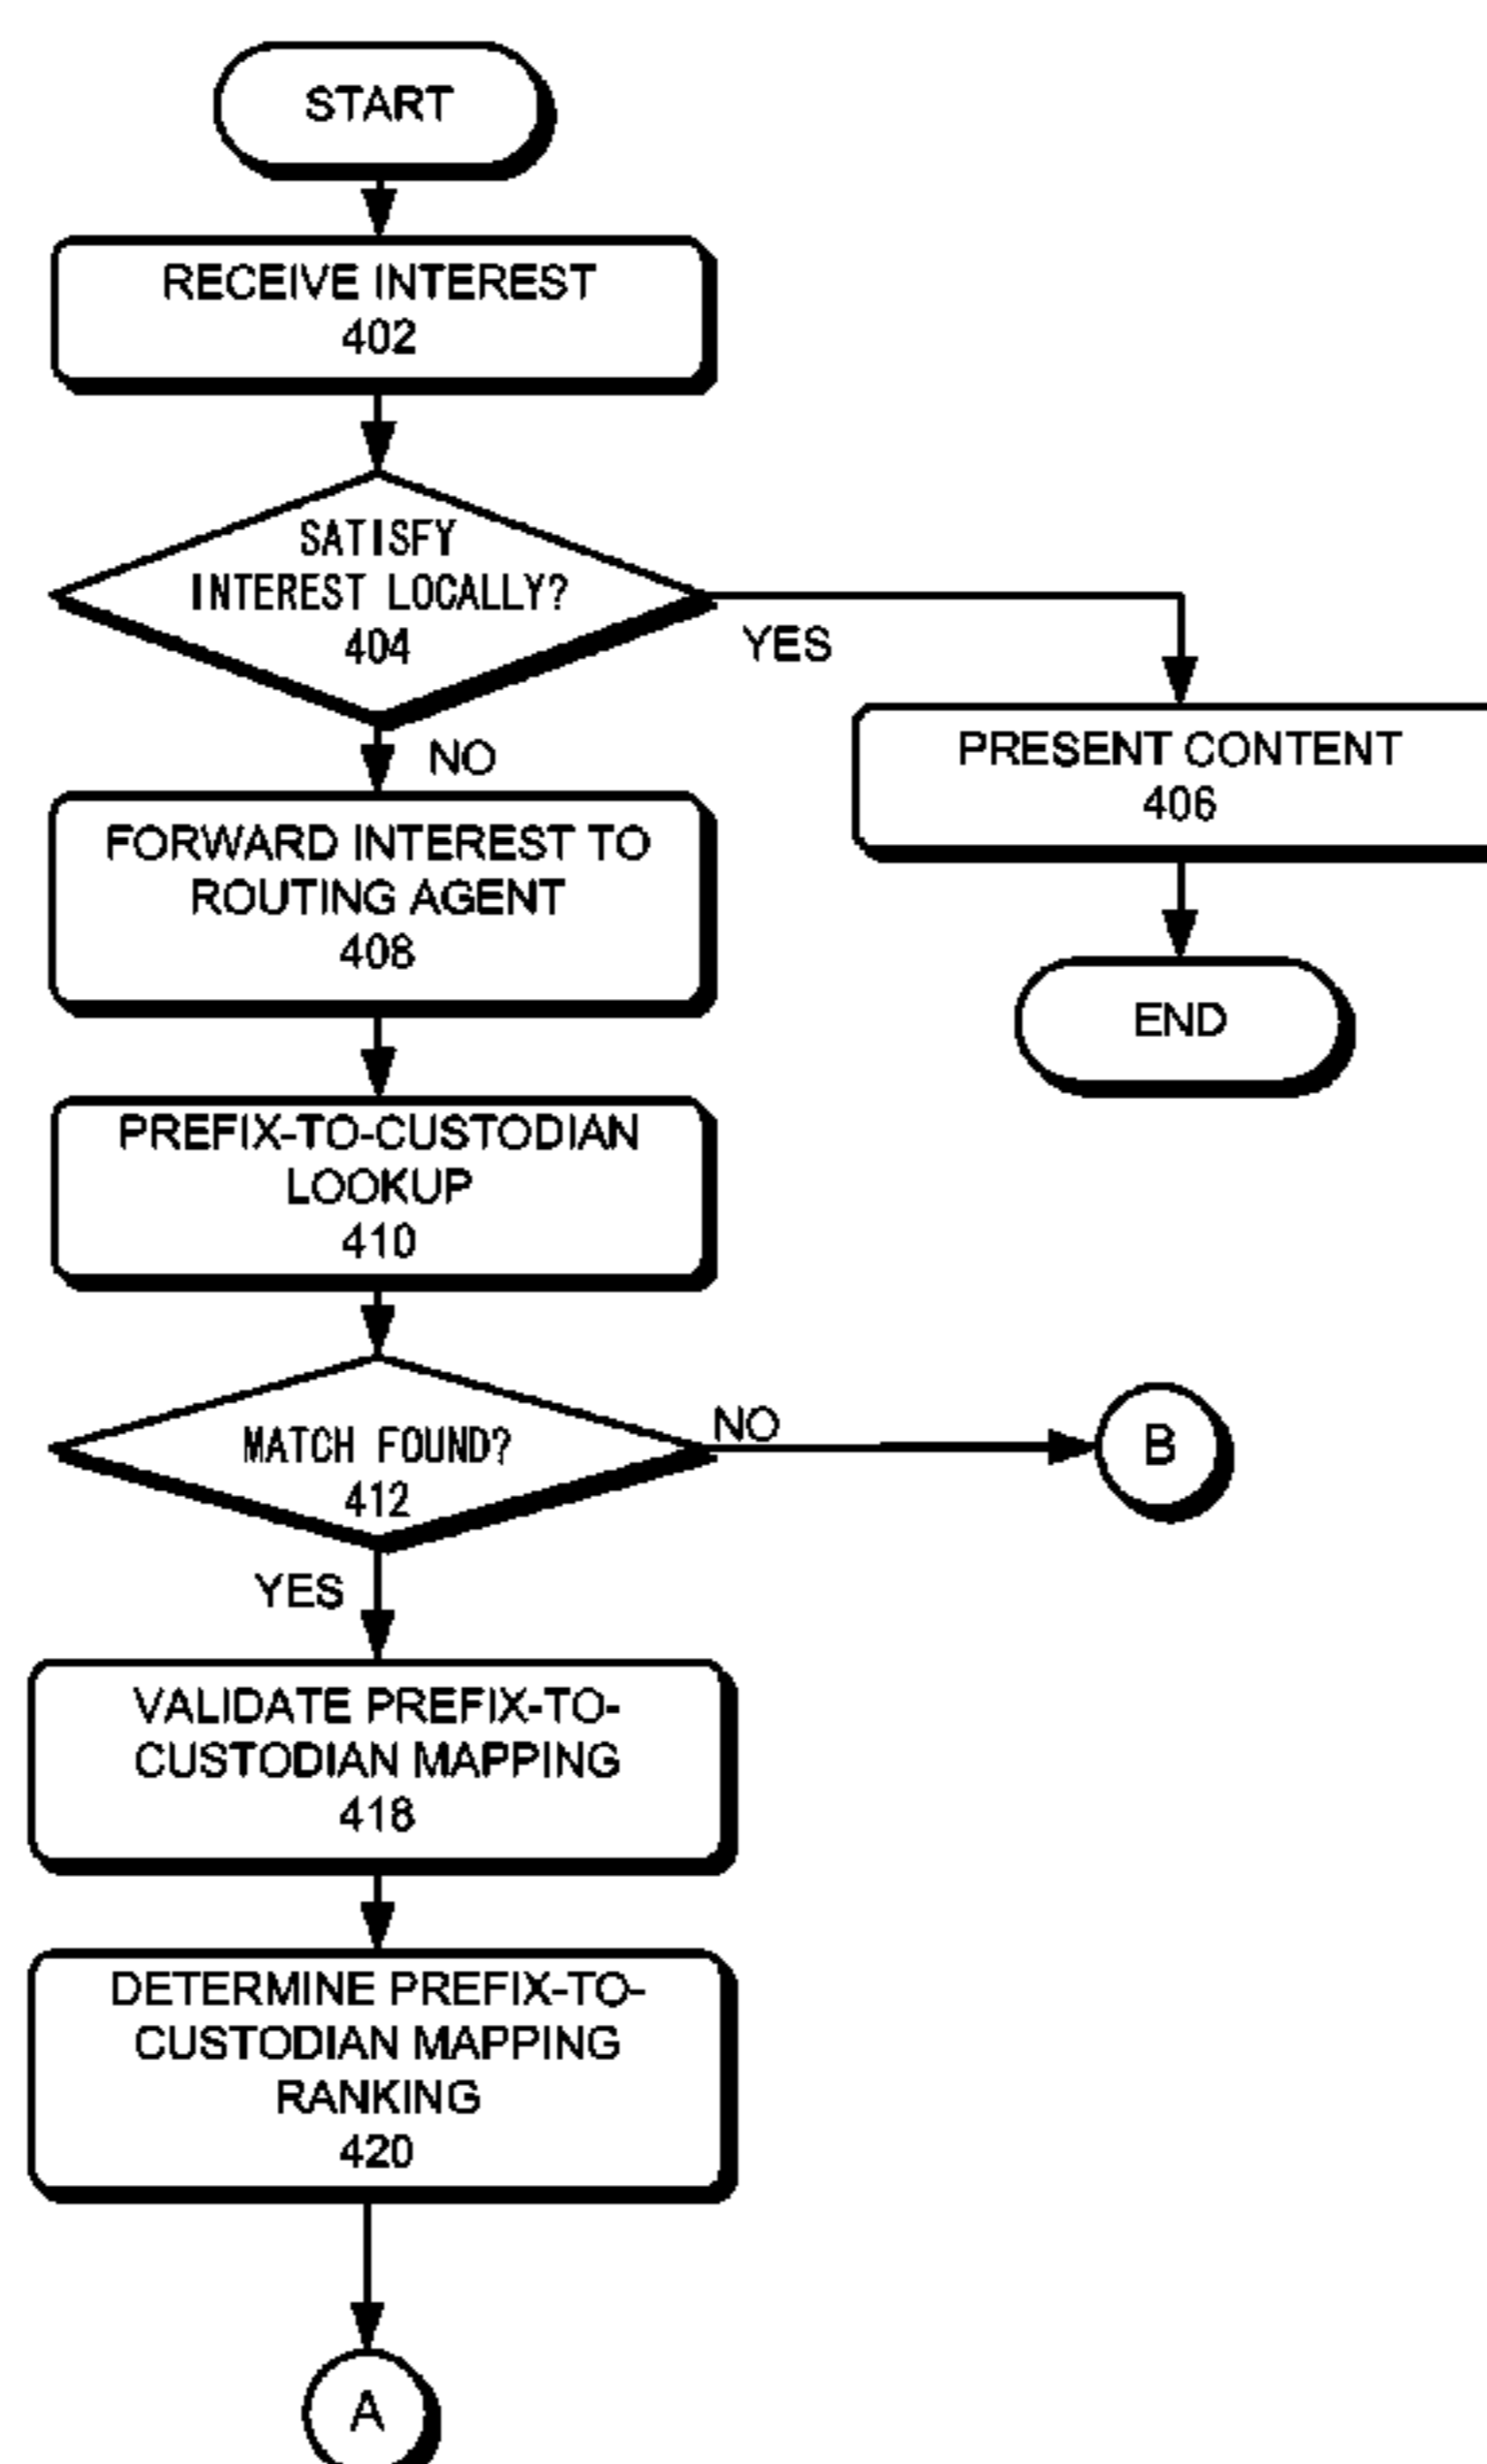 START
RECEIVE INTEREST
402
SATISFY
INTEREST LOCALLY?
404
YES
NO
PRESENT CONTENT
406
FORWARD INTEREST TO
ROUTING AGENT
408
END
PREFIX-TO-CUSTODIAN
LOOKUP
410
MATCH FOUND?
412
NO
B
YES
VALIDATE PREFIX-TO-
CUSTODIAN MAPPING
418
DETERMINE PREFIX-TO-
CUSTODIAN MAPPING
RANKING
420
A